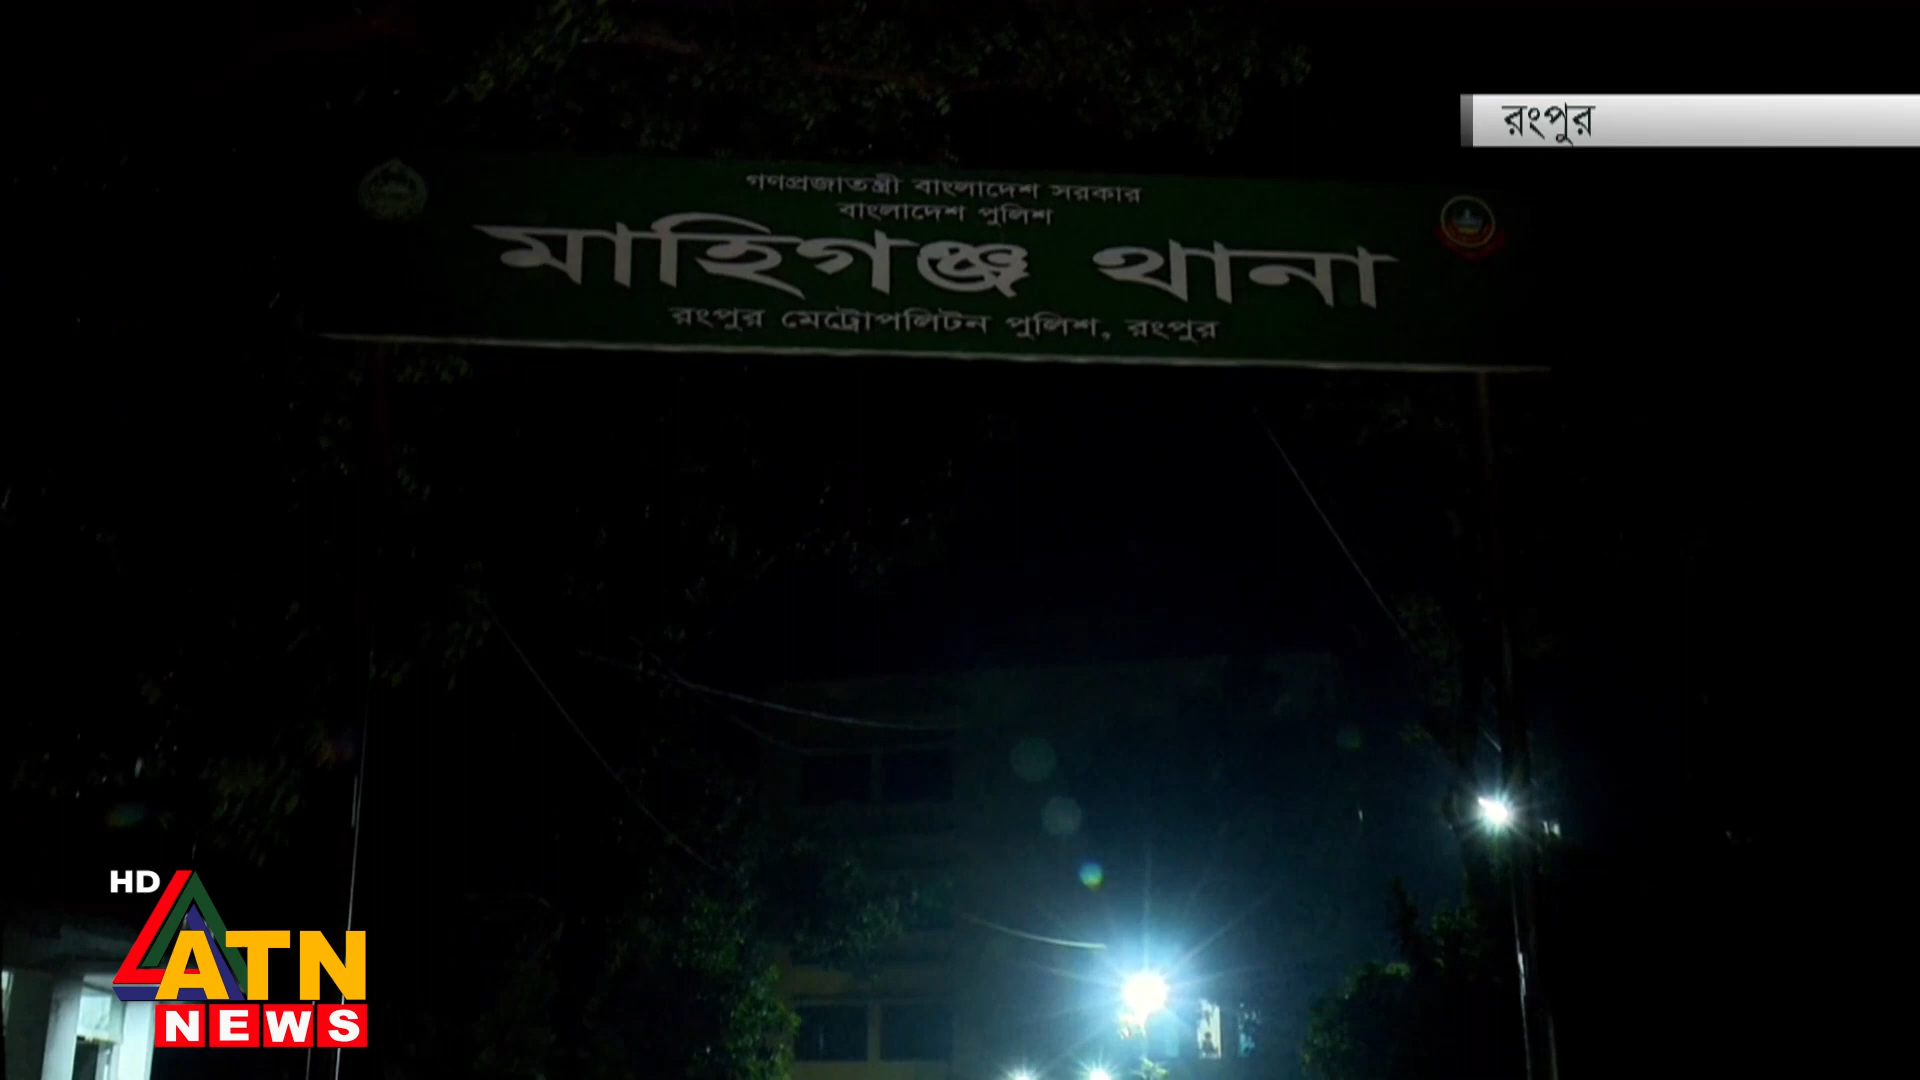 রংপুর
গণপ্রজাতন্ত্রী বাংলাদেশ সরকার
বাংলাদেশ পুলিশ
মাহিগঞ্জ থানা
রংপুর মেট্রোপলিটন পুলিশ, রংপুর
HD
ATN
NEWS